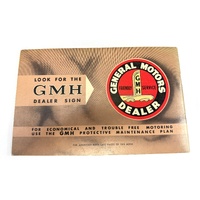 LOOK FOR THE
GMH
DEALER SIGN
GENERAL MOTORS
GMH
DEALER
FOR ECONOMICAL AND TROUBLE FREE MOTORING
USE THE GMH PROTECTIVE MAINTENANCE PLAN